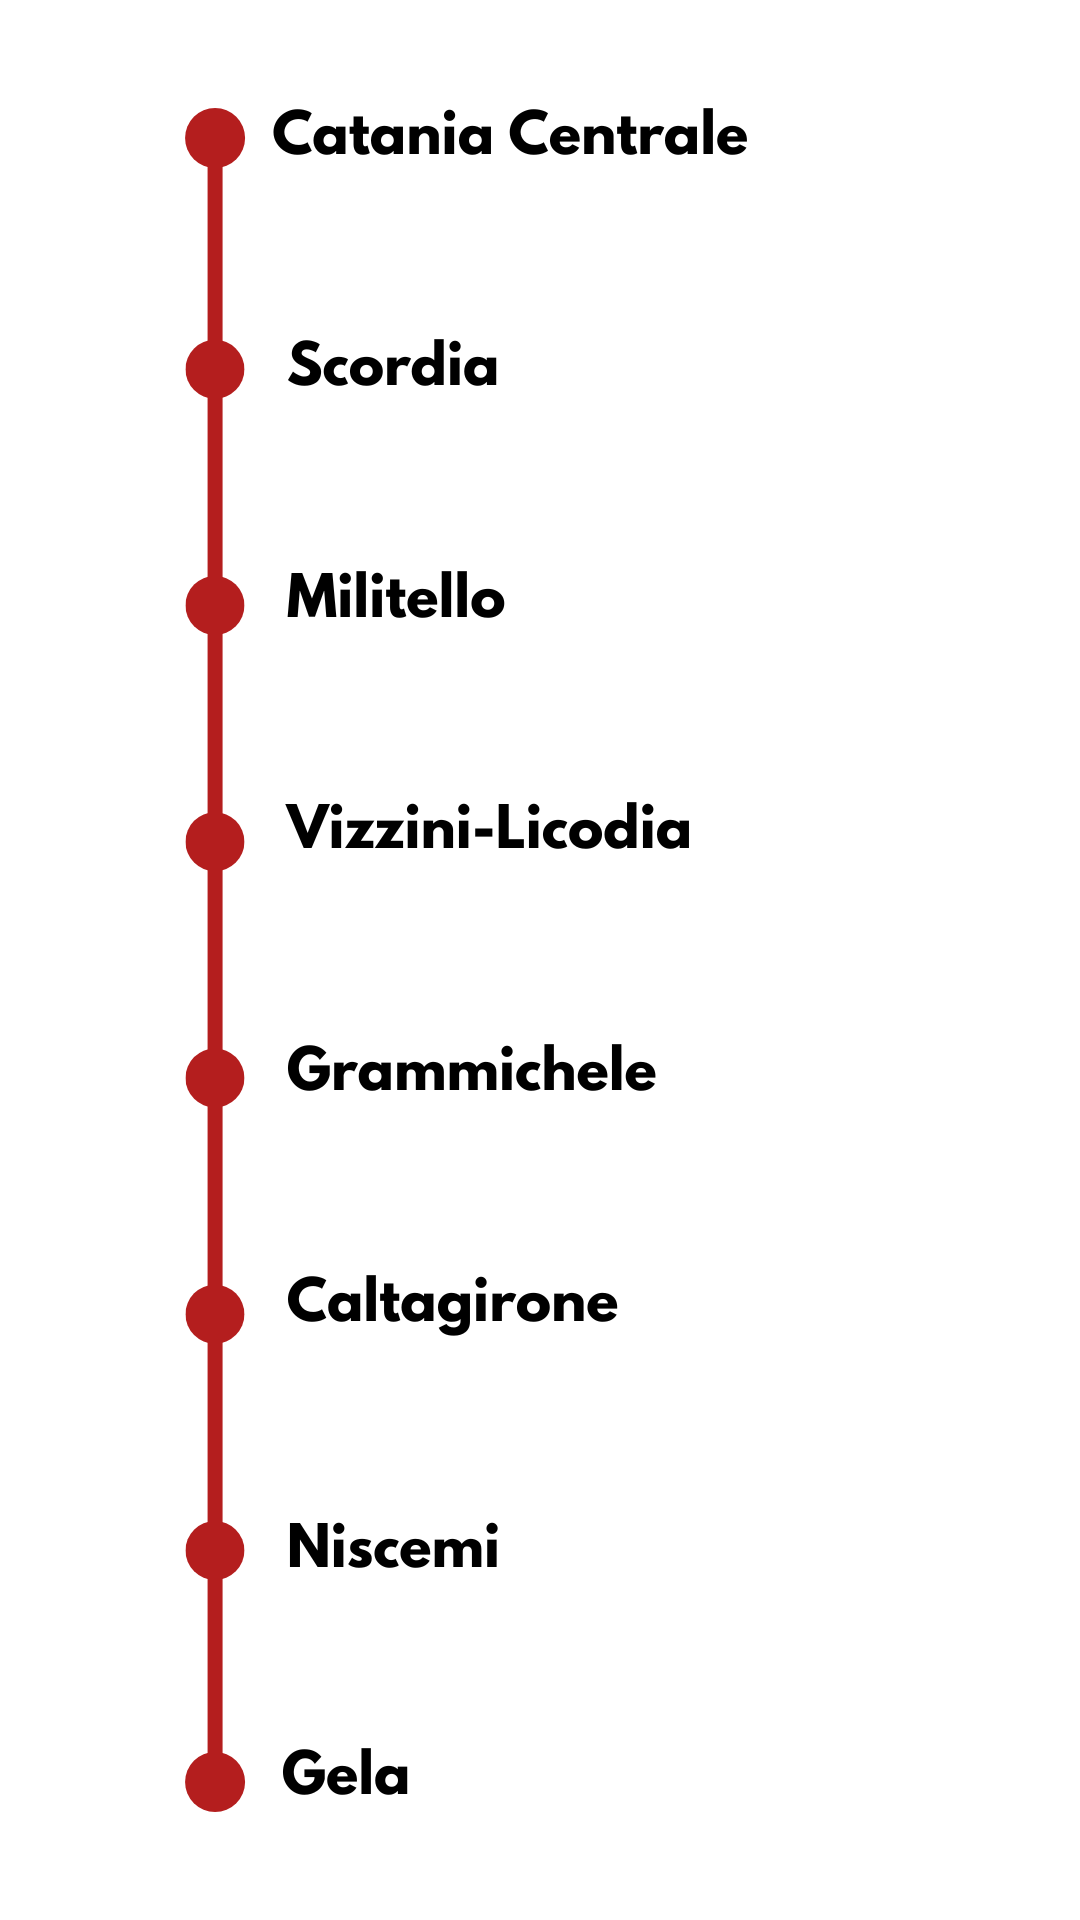 Catania Centrale
Scordia
Militello
Vizzini-Licodia
Grammichele
Caltagirone
Niscemi
Gela